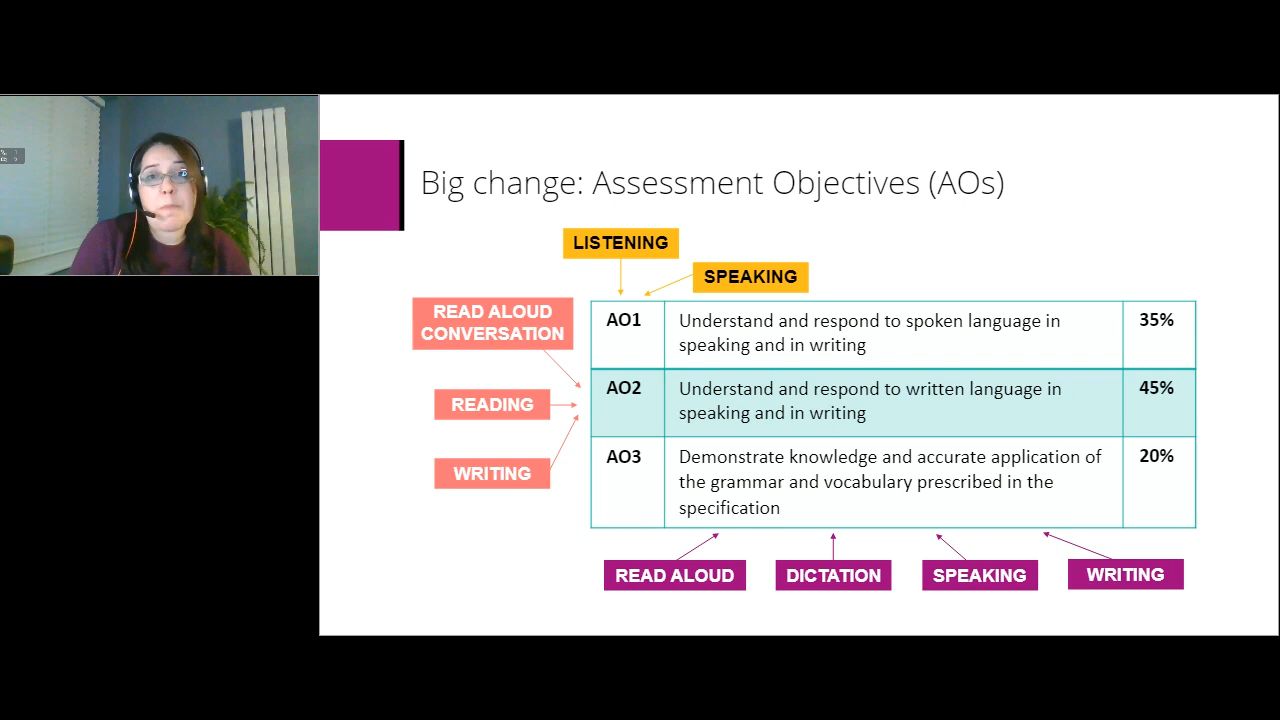 Big change: Assessment Objectives (AOs)
LISTENING
SPEAKING
READ ALOUD
CONVERSATION
READING
WRITING
AO1
Understand and respond to spoken language in
speaking and in writing
35%
AO2
Understand and respond to written language in
speaking and in writing
45%
AO3
Demonstrate knowledge and accurate application of
the grammar and vocabulary prescribed in the
specification
20%
READ ALOUD
DICTATION
SPEAKING
WRITING